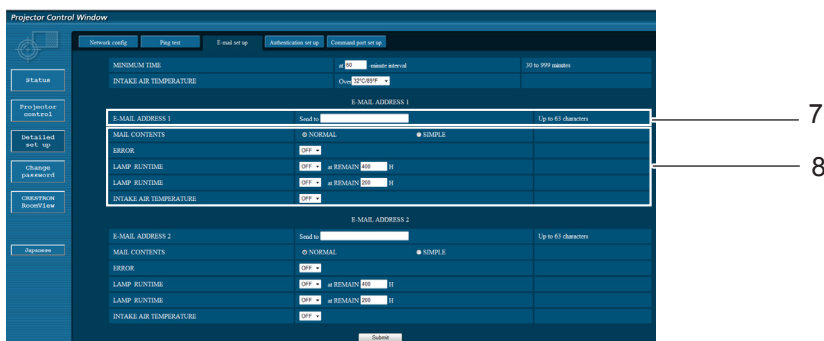 Projector Control Window
Network config Ping test E-mail set up Authentication set up Command port set up
MINIMUM TIME at 60 -minute interval 30 to 999 minutes
INTAKE AIR TEMPERATURE Over 32°C/89°F
E-MAIL ADDRESS 1
E-MAIL ADDRESS 1 Send to Up to 63 characters
7
MAIL CONTENTS NORMAL SIMPLE
ERROR OFF
LAMP RUNTIME OFF at REMAIN 400 H
8
LAMP RUNTIME OFF at REMAIN 200 H
INTAKE AIR TEMPERATURE OFF
E-MAIL ADDRESS 2
E-MAIL ADDRESS 2 Send to Up to 63 characters
MAIL CONTENTS NORMAL SIMPLE
ERROR OFF
LAMP RUNTIME OFF at REMAIN 400 H
LAMP RUNTIME OFF at REMAIN 200 H
INTAKE AIR TEMPERATURE OFF
Submit
Status
Projector
control
Detailed
set up
Change
password
CRESTRON
RoomView
Japanese